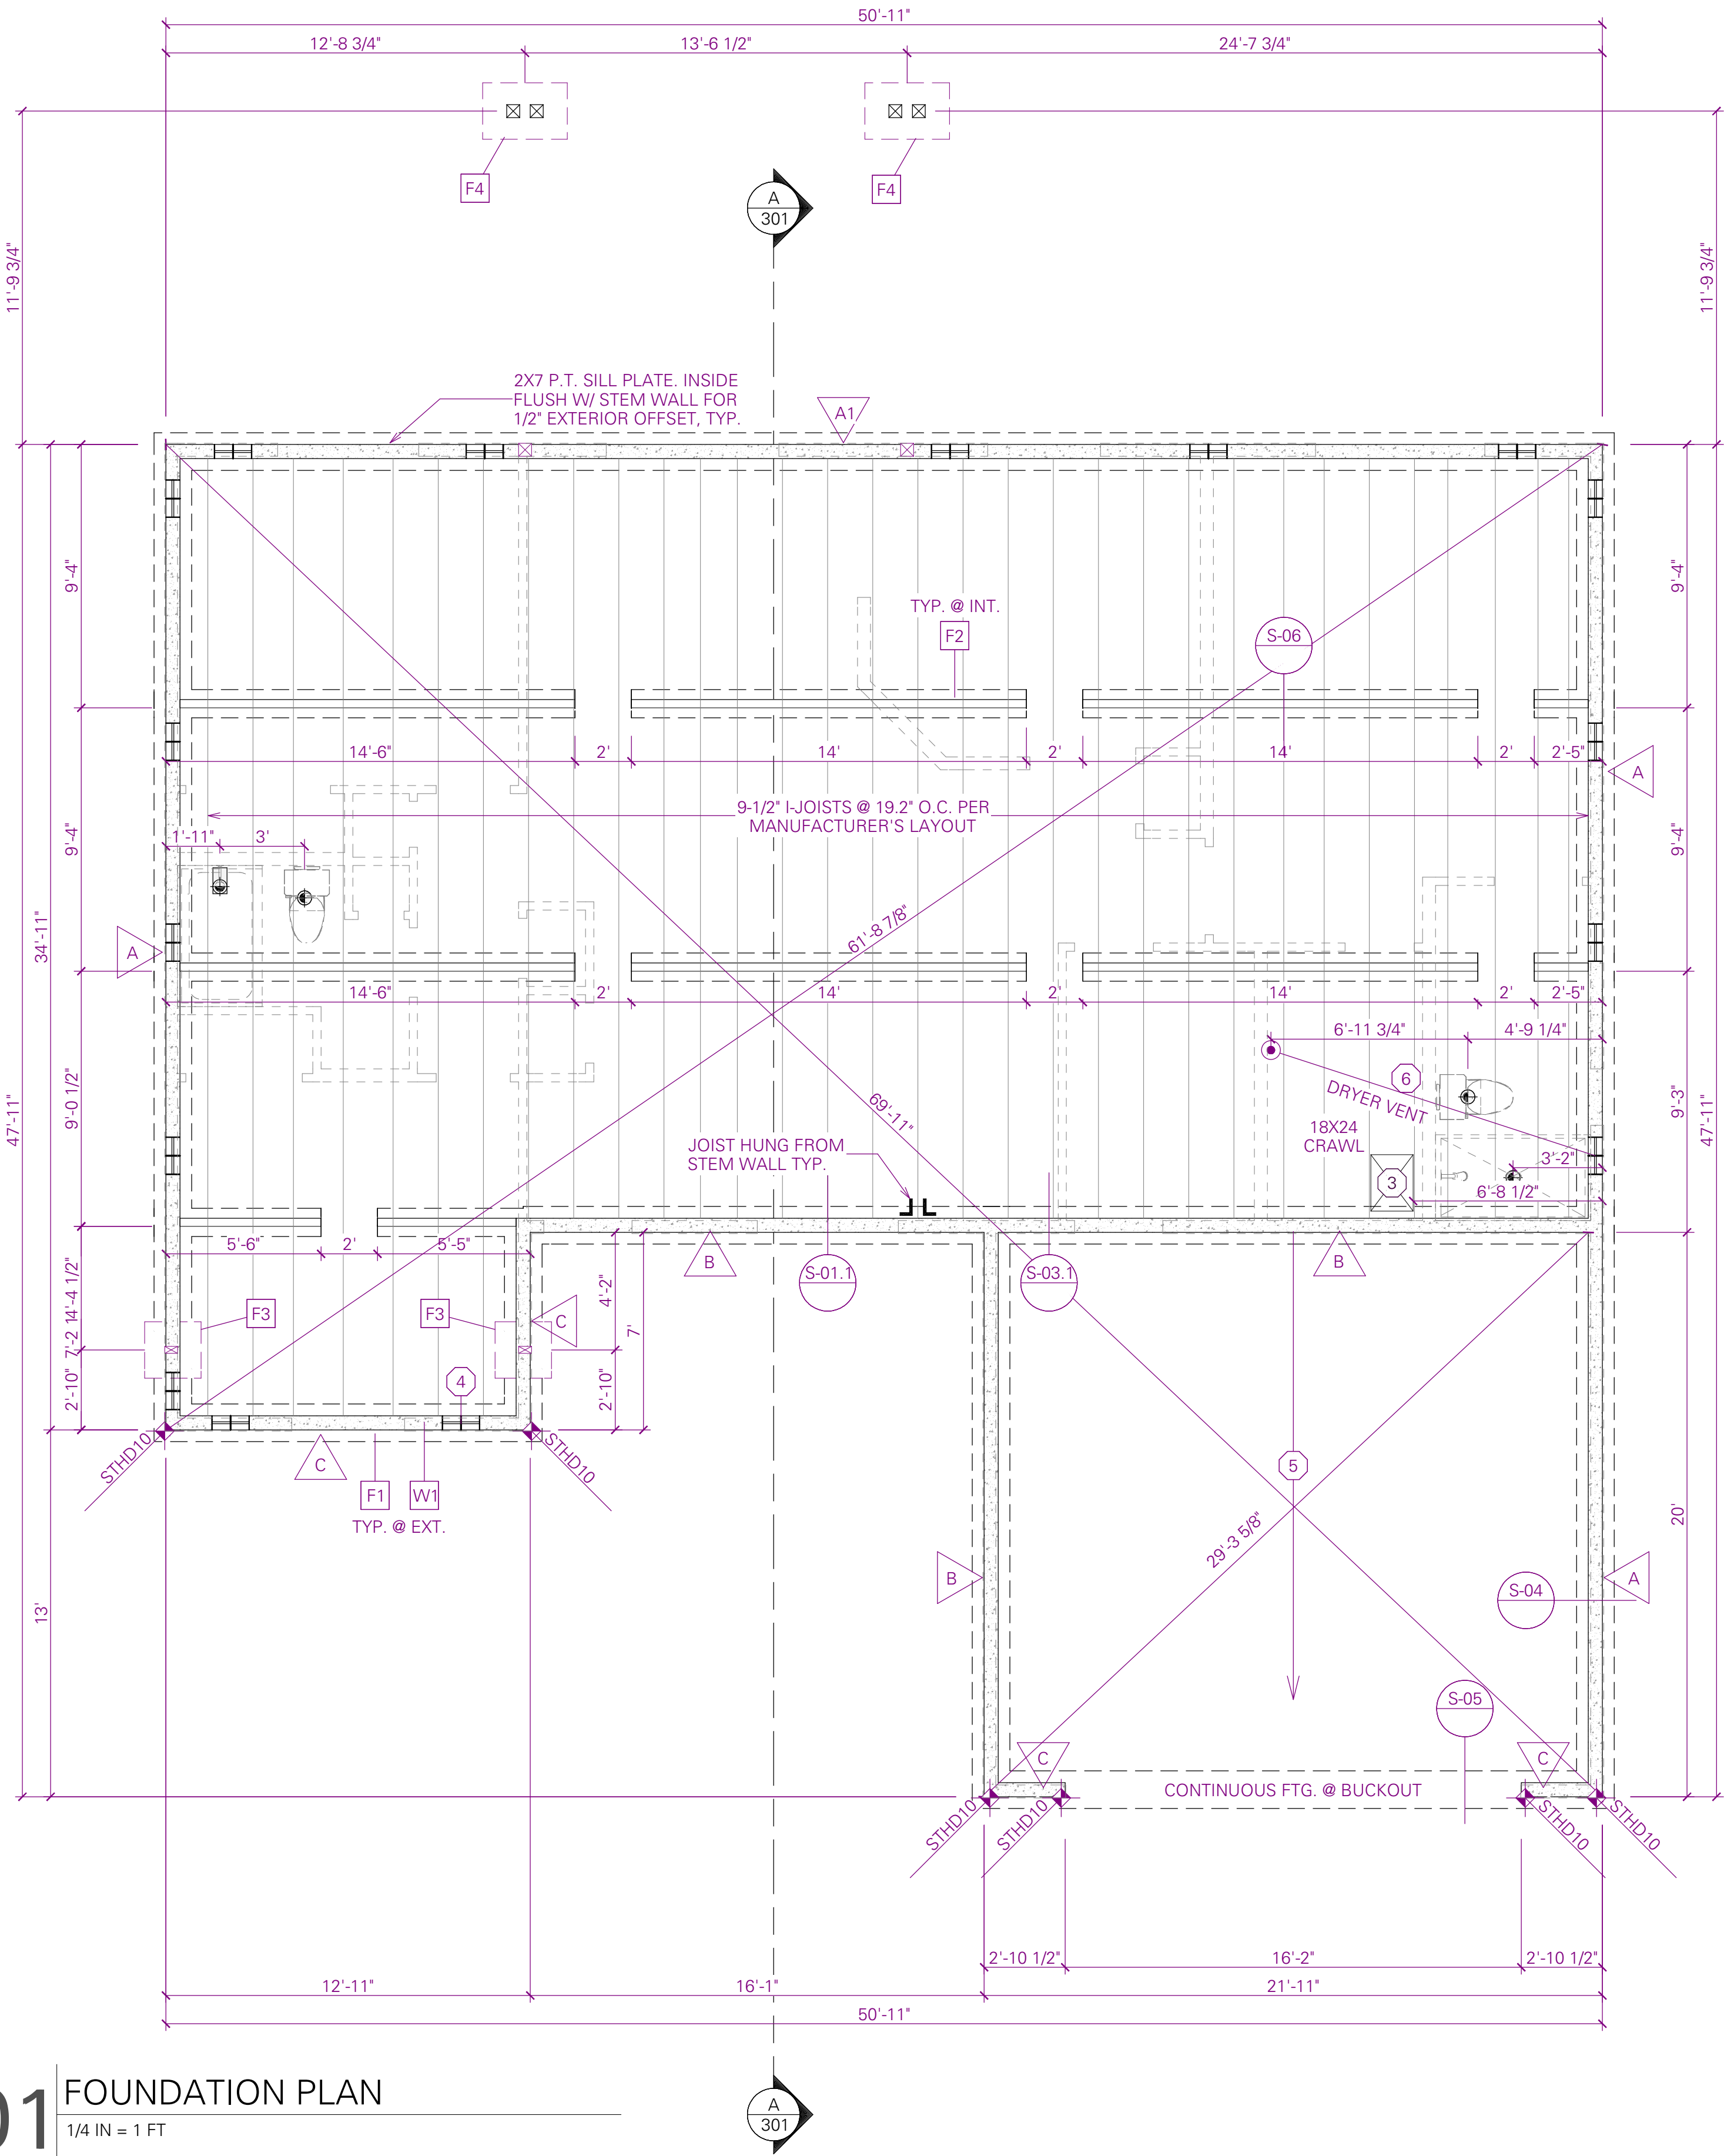 50'-11"
12'-8 3/4"
13'-6 1/2"
24'-7 3/4"
F4
F4
A
301
11'-9 3/4"
11'-9 3/4"
2X7 P.T. SILL PLATE. INSIDE
FLUSH W/ STEM WALL FOR
1/2" EXTERIOR OFFSET, TYP.
A1
9'-4"
9'-4"
TYP. @ INT.
F2
S-06
14'-6"
2'
14'
2'
14'
2'
2'-5"
A
9-1/2" I-JOISTS @ 19.2" O.C. PER
MANUFACTURER'S LAYOUT
1'-11"
3'
9'-4"
9'-4"
34'-11"
A
61'-8 7/8"
14'-6"
2'
14'
2'
14'
2'
2'-5"
6'-11 3/4"
4'-9 1/4"
6
DRYER VENT
9'-0 1/2"
9'-3"
47'-11"
47'-11"
69'-11"
18X24
CRAWL
JOIST HUNG FROM
STEM WALL TYP.
3'-2"
3
6'-8 1/2"
5'-6"
2'
5'-5"
B
B
S-01.1
S-03.1
4'-2"
7'-2 1/2"
14'-4 1/2"
F3
F3
C
7'
4
2'-10"
2'-10"
STHD10
STHD10
C
F1
W1
TYP. @ EXT.
5
20'
29'-3 5/8"
B
A
S-04
13'
S-05
C
C
CONTINUOUS FTG. @ BUCKOUT
STHD10
STHD10
STHD10
STHD10
2'-10 1/2"
16'-2"
2'-10 1/2"
12'-11"
16'-1"
21'-11"
50'-11"
01
FOUNDATION PLAN
1/4 IN = 1 FT
A
301